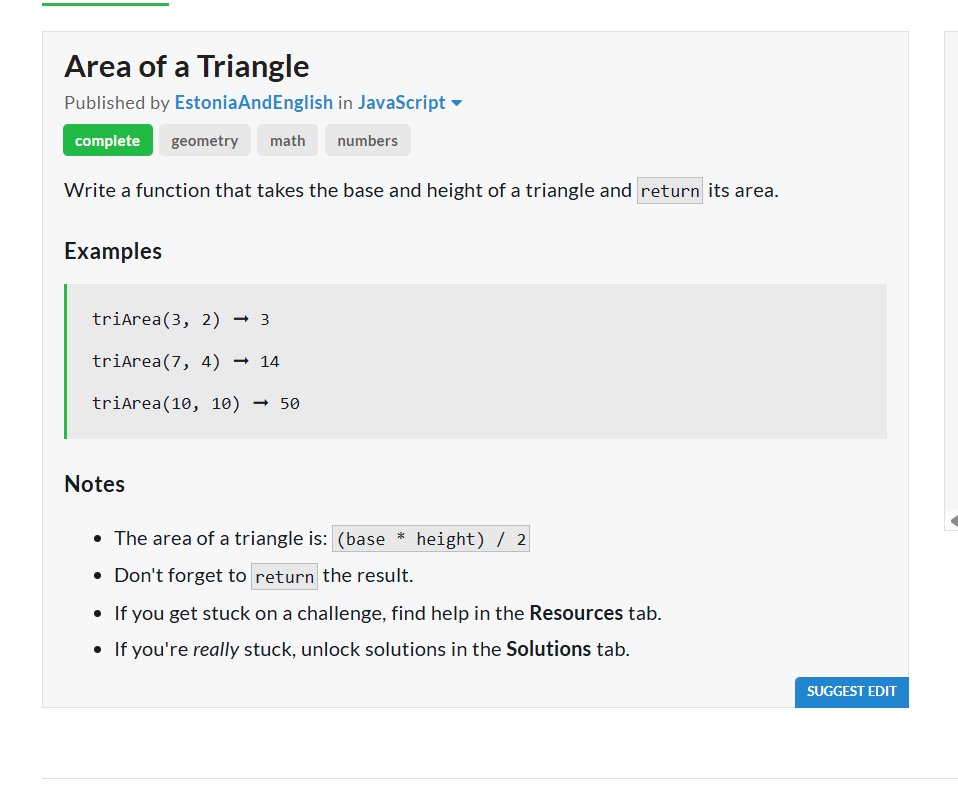 Area of a Triangle
Published by EstoniaAndEnglish in JavaScript
complete geometry math numbers
Write a function that takes the base and height of a triangle and return its area.
Examples
triArea(3, 2) ➞ 3
triArea(7, 4) ➞ 14
triArea(10, 10) ➞ 50
Notes
• The area of a triangle is: (base * height) / 2
• Don't forget to return the result.
• If you get stuck on a challenge, find help in the Resources tab.
• If you're really stuck, unlock solutions in the Solutions tab.
SUGGEST EDIT